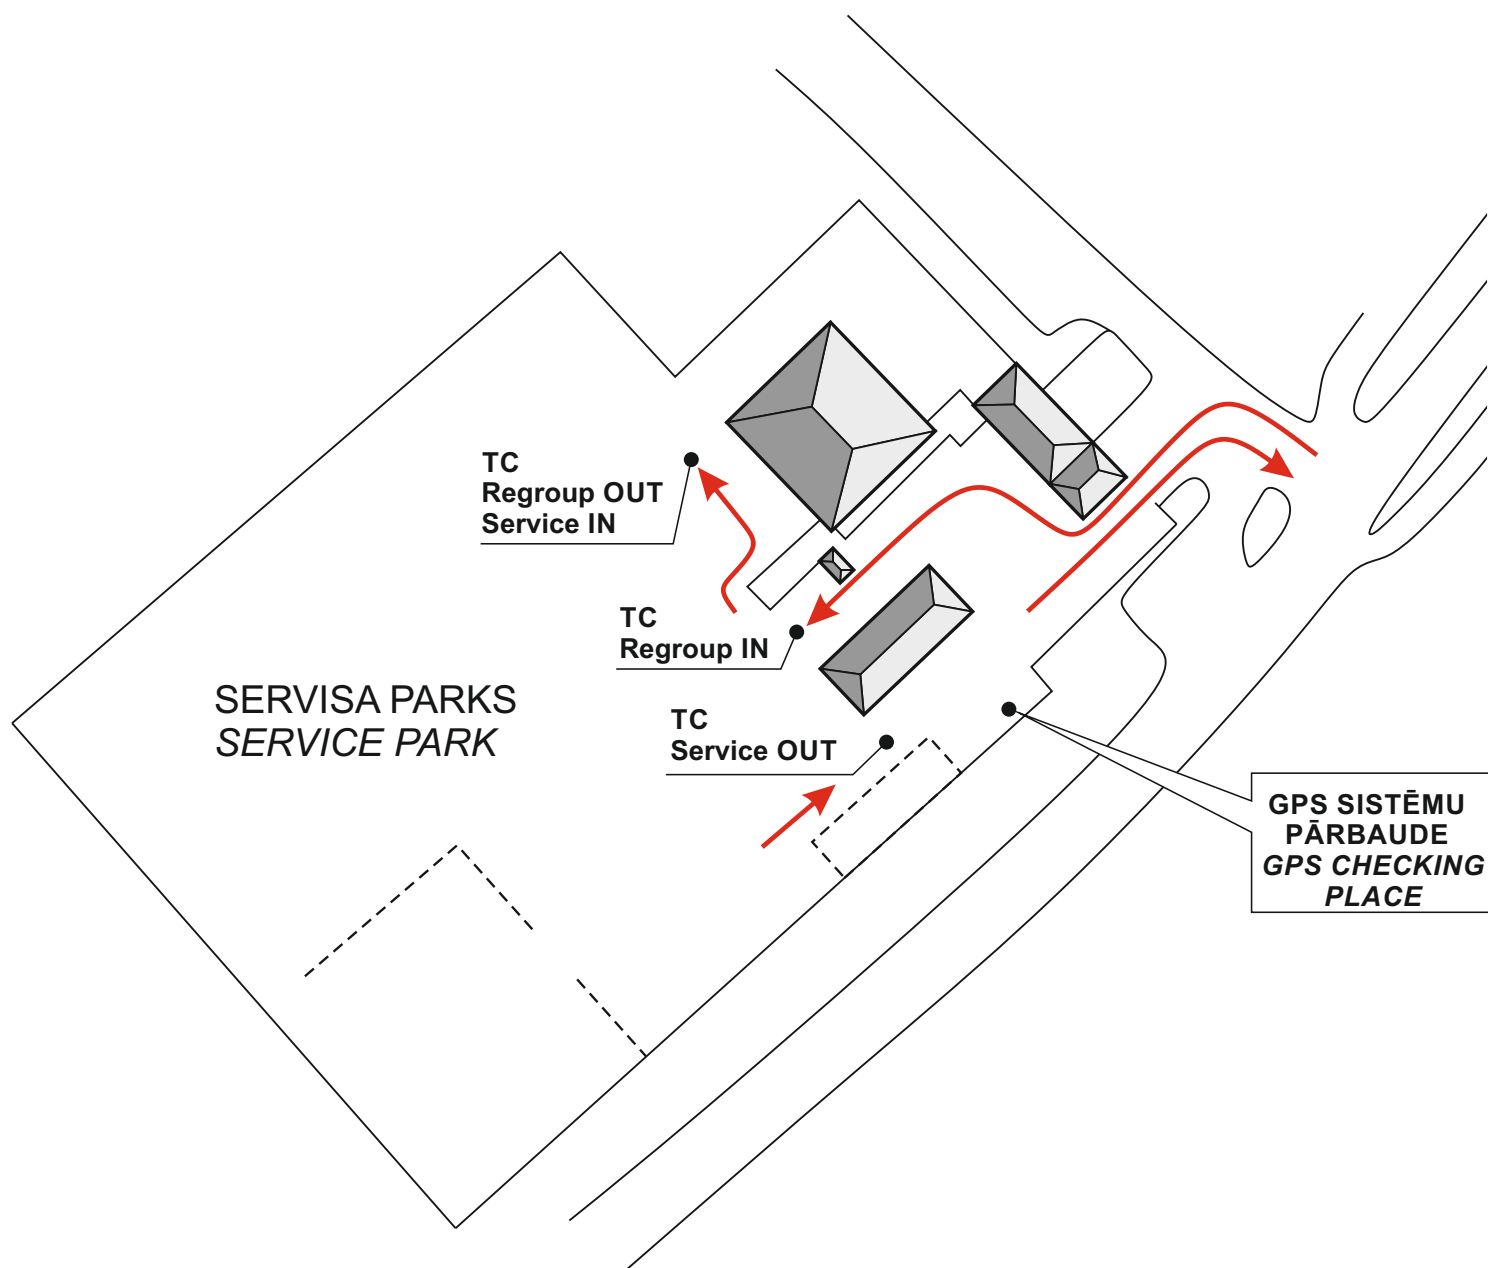 TC
Regroup OUT
Service IN
TC
Regroup IN
SERVISA PARKS
SERVICE PARK
TC
Service OUT
GPS SISTĒMU
PĀRBAUDE
GPS CHECKING
PLACE